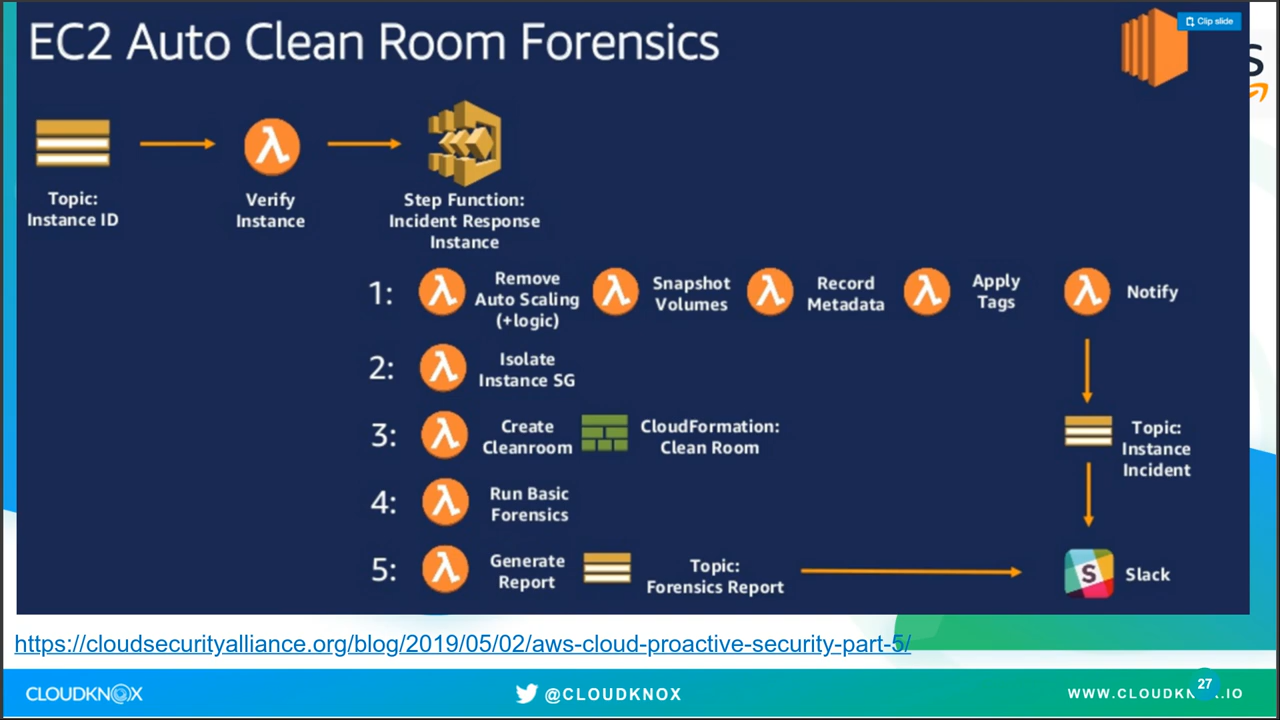 EC2 Auto Clean Room Forensics
Clip slide
S
Topic:
Instance ID
Verify
Instance
Step Function:
Incident Response
Instance
1:
Remove
Auto Scaling
(+logic)
Snapshot
Volumes
Record
Metadata
Apply
Tags
Notify
2:
Isolate
Instance SG
3:
Create
Cleanroom
CloudFormation:
Clean Room
Topic:
Instance
Incident
4:
Run Basic
Forensics
5:
Generate
Report
Topic:
Forensics Report
S
Slack
https://cloudsecurityalliance.org/blog/2019/05/02/aws-cloud-proactive-security-part-5/
CLOUDKNOX
@CLOUDKNOX
27